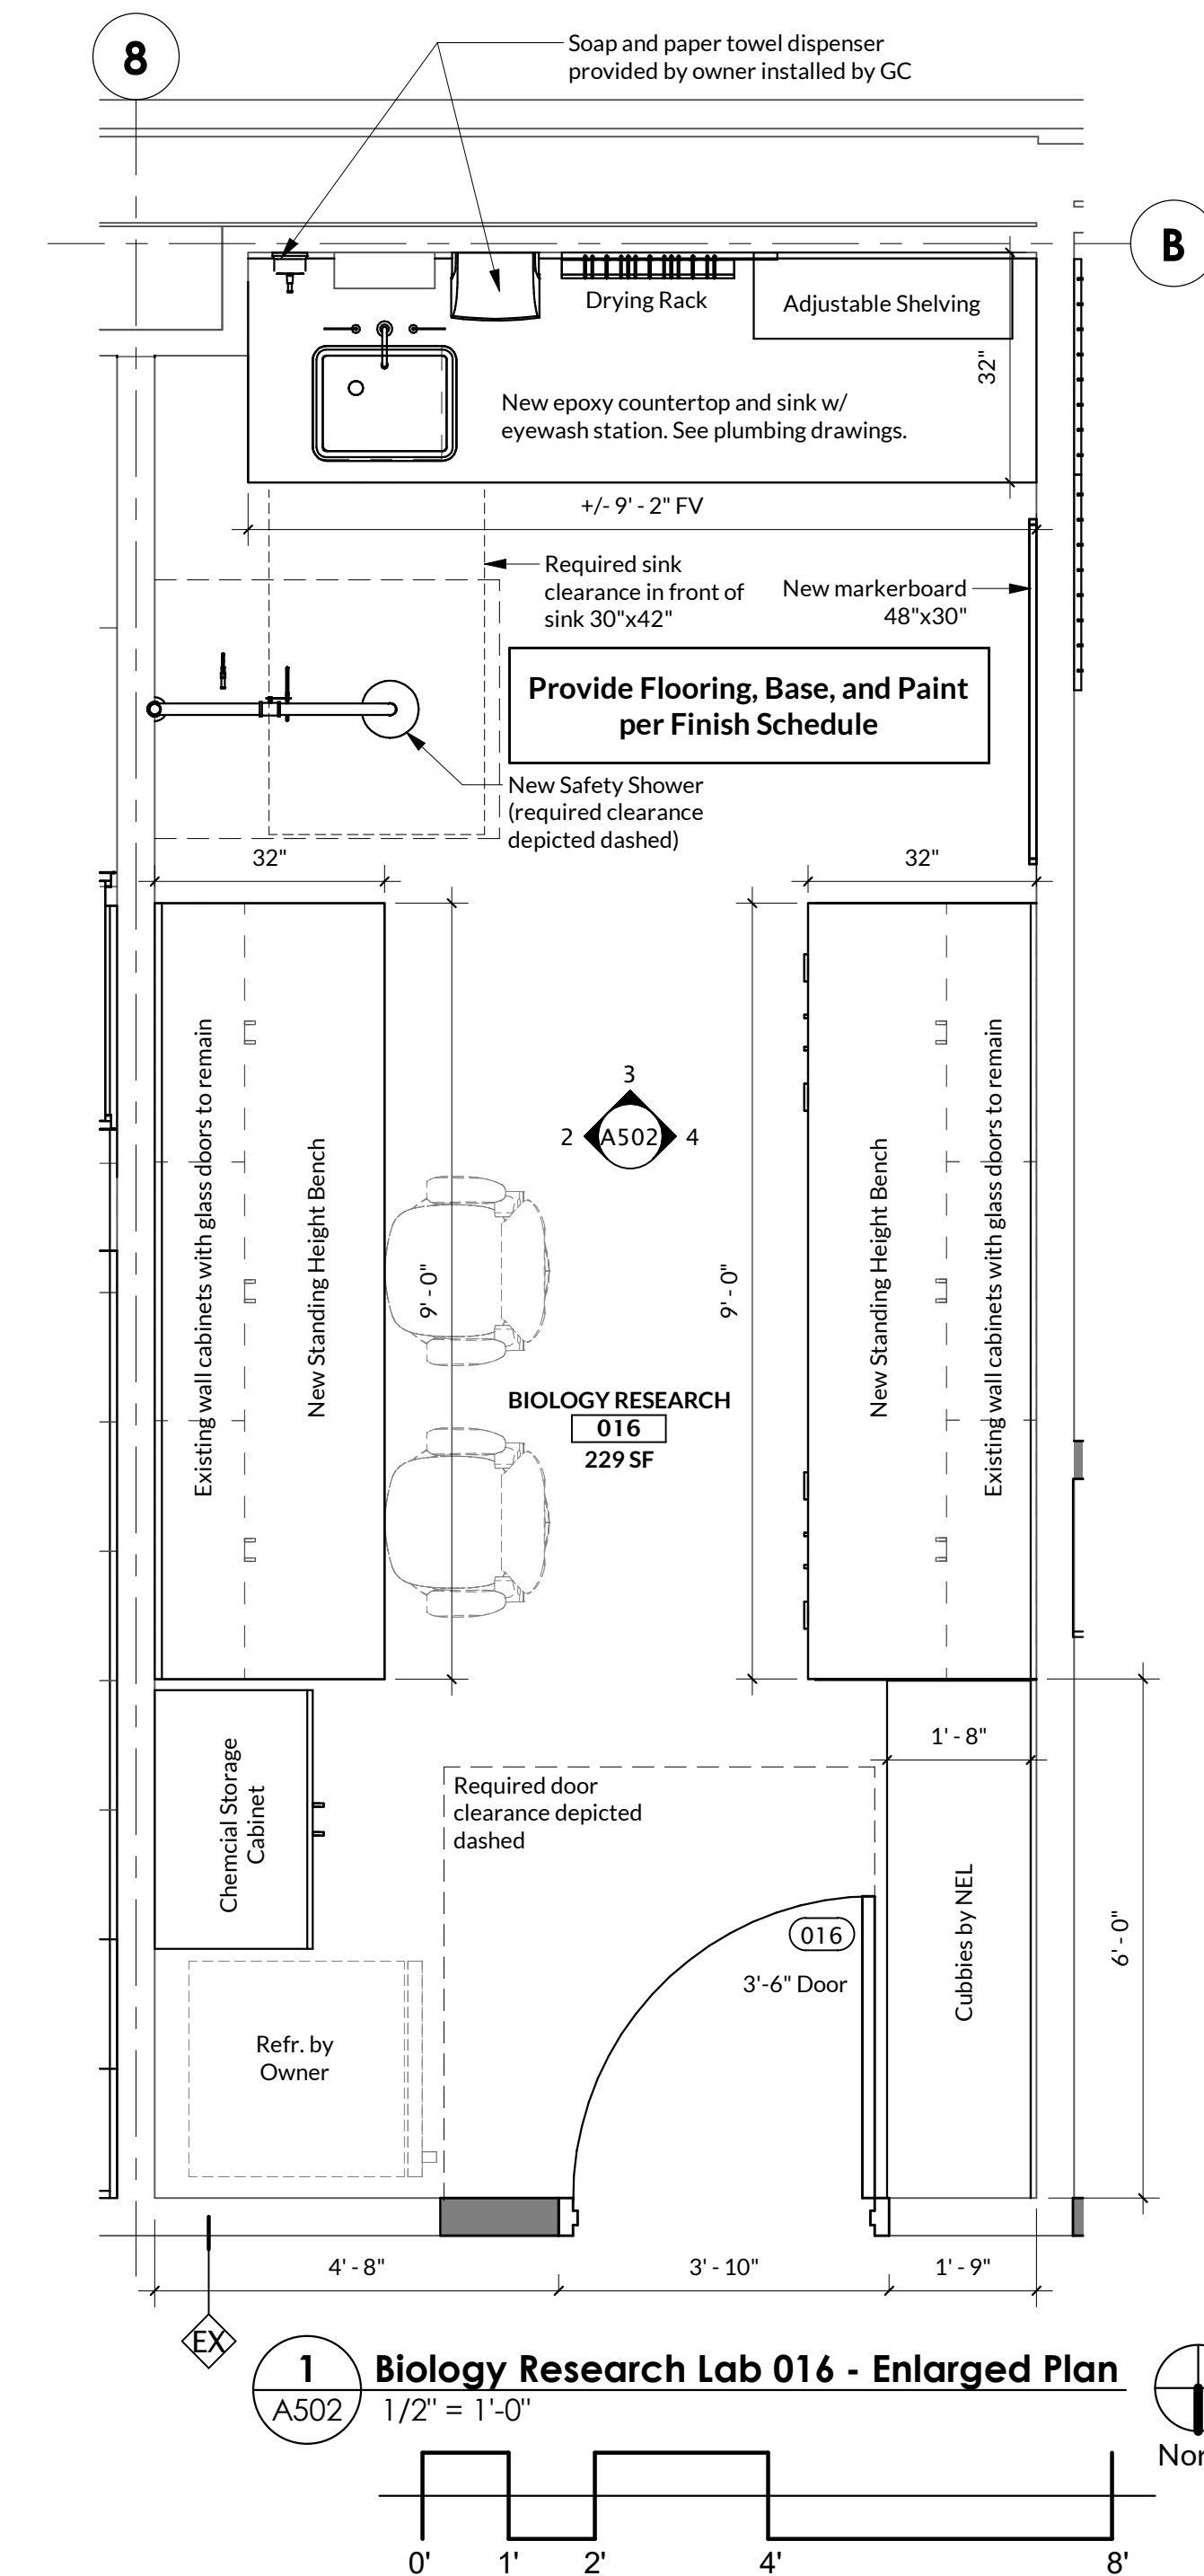 8
Soap and paper towel dispenser
provided by owner installed by GC
B
Drying Rack
Adjustable Shelving
32"
New epoxy countertop and sink w/
eyewash station. See plumbing drawings.
+/- 9' - 2" FV
Required sink
clearance in front of
sink 30"x42"
New markerboard
48"x30"
Provide Flooring, Base, and Paint
per Finish Schedule
New Safety Shower
(required clearance
depicted dashed)
32"
32"
Existing wall cabinets with glass doors to remain
New Standing Height Bench
9' - 0"
3
2
A502
4
9' - 0"
New Standing Height Bench
Existing wall cabinets with glass doors to remain
BIOLOGY RESEARCH
016
229 SF
1' - 8"
Chemcial Storage
Cabinet
Required door
clearance depicted
dashed
016
3'-6" Door
Cubbies by NEL
6' - 0"
Refr. by
Owner
4' - 8"
3' - 10"
1' - 9"
EX
1
Biology Research Lab 016 - Enlarged Plan
A502
1/2" = 1'-0"
Nor
0'
1'
2'
4'
8'